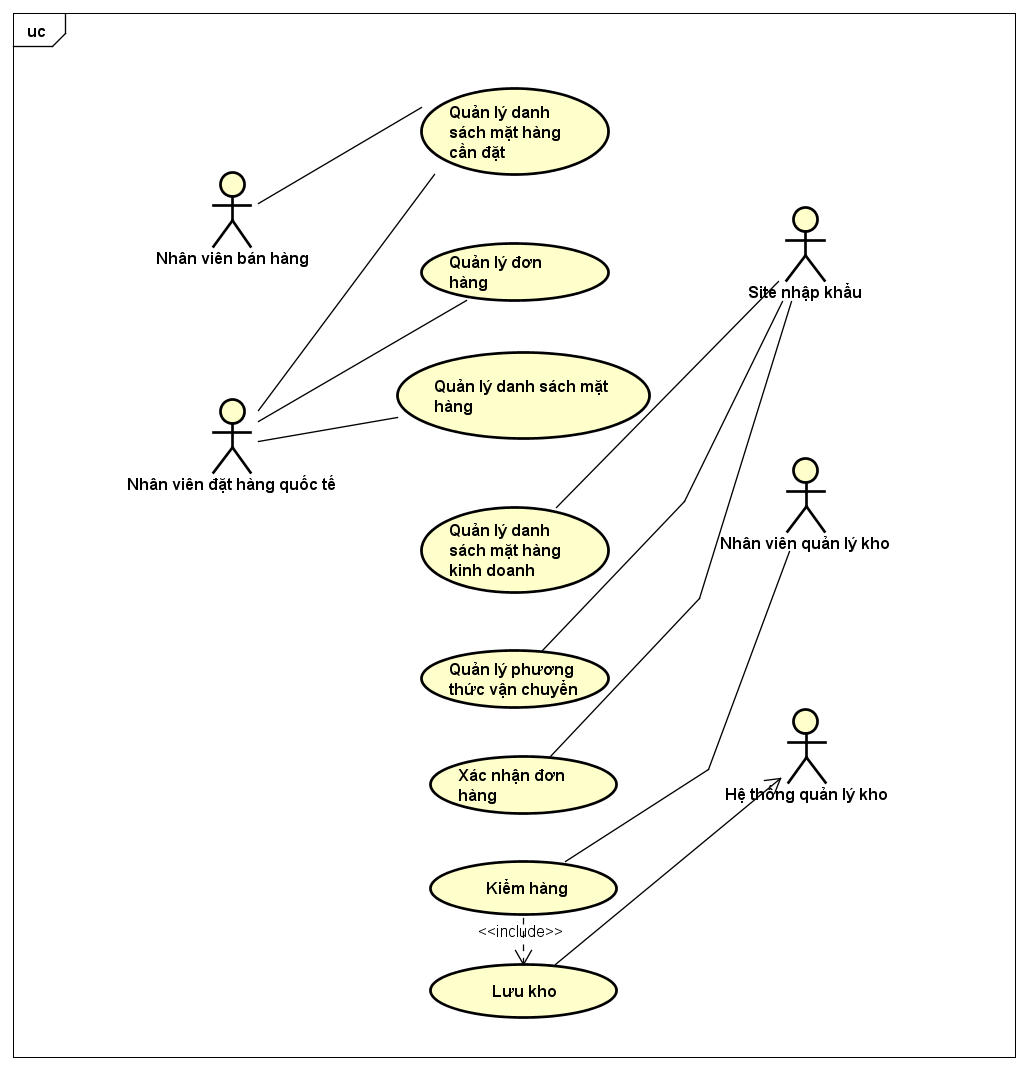 uc
Quản lý danh
sách mặt hàng
cần đặt
Nhân viên bán hàng
Quản lý đơn
hàng
Site nhập khẩu
Quản lý danh sách mặt
hàng
Nhân viên đặt hàng quốc tế
Quản lý danh
sách mặt hàng
kinh doanh
Nhân viên quản lý kho
Quản lý phương
thức vận chuyển
Xác nhận đơn
hàng
Hệ thống quản lý kho
Kiểm hàng
<<include>>
Lưu kho